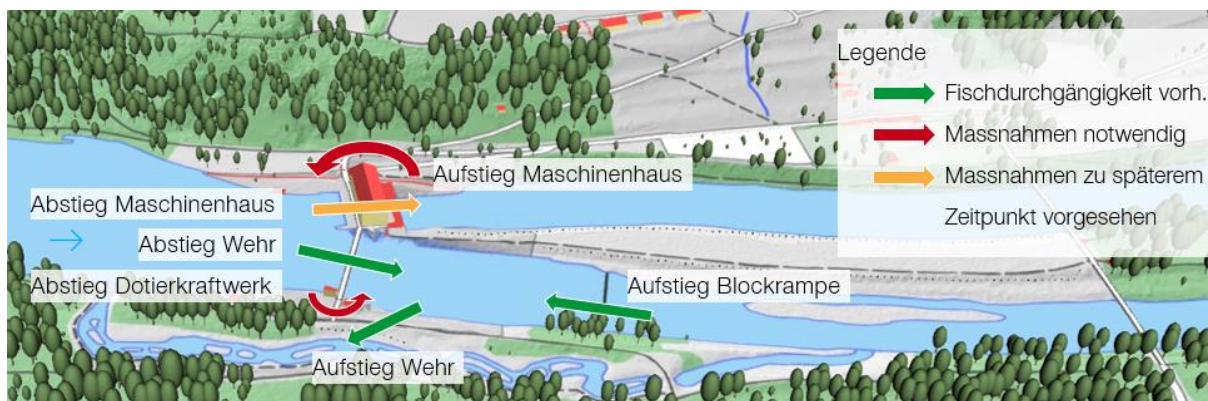 Legende
Fischdurchgängigkeit vorh.
Massnahmen notwendig
Massnahmen zu späterem
Zeitpunkt vorgesehen
Aufstieg Maschinenhaus
Abstieg Maschinenhaus
Abstieg Wehr
Abstieg Dotierkraftwerk
Aufstieg Blockrampe
Aufstieg Wehr